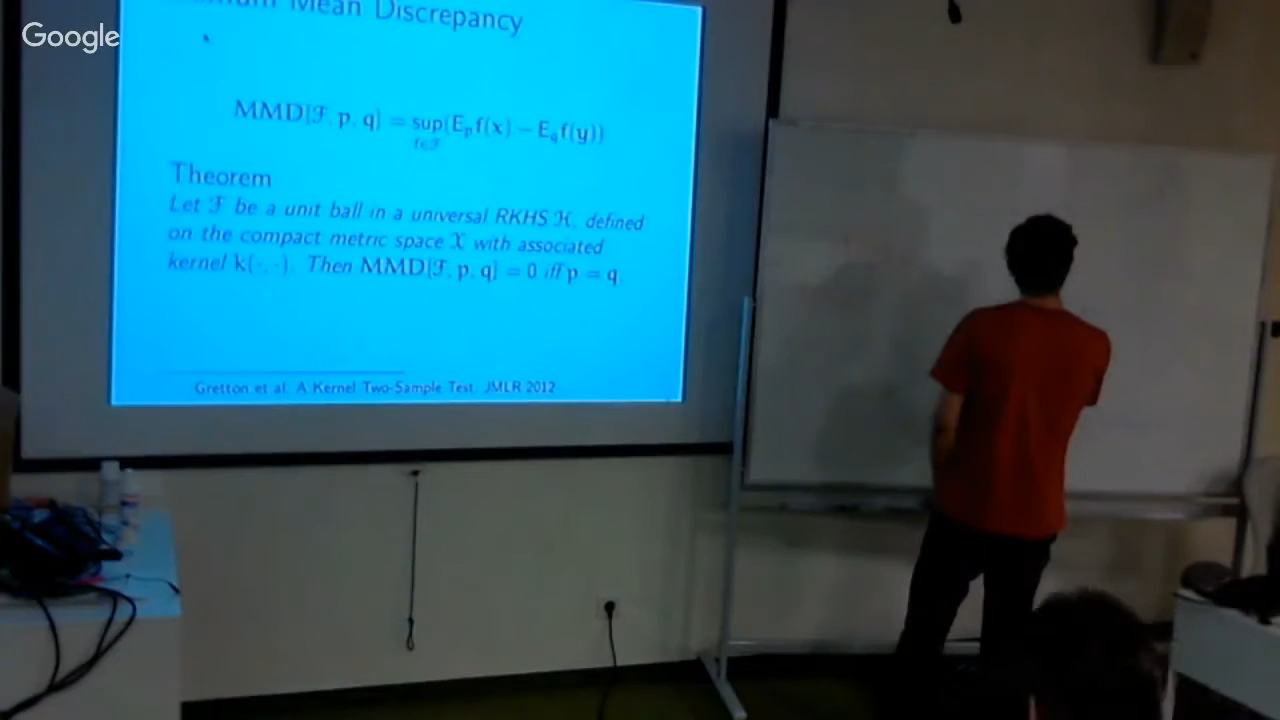 Google
Mean Discrepancy
MMD[ℱ, p, q] = sup(E_p f(x) − E_q f(y))
f∈ℱ
Theorem
Let ℱ be a unit ball in a universal RKHS ℋ, defined
on the compact metric space 𝒳 with associated
kernel k(·, ·). Then MMD[ℱ, p, q] = 0 iff p = q.
Gretton et al. A Kernel Two-Sample Test. JMLR 2012